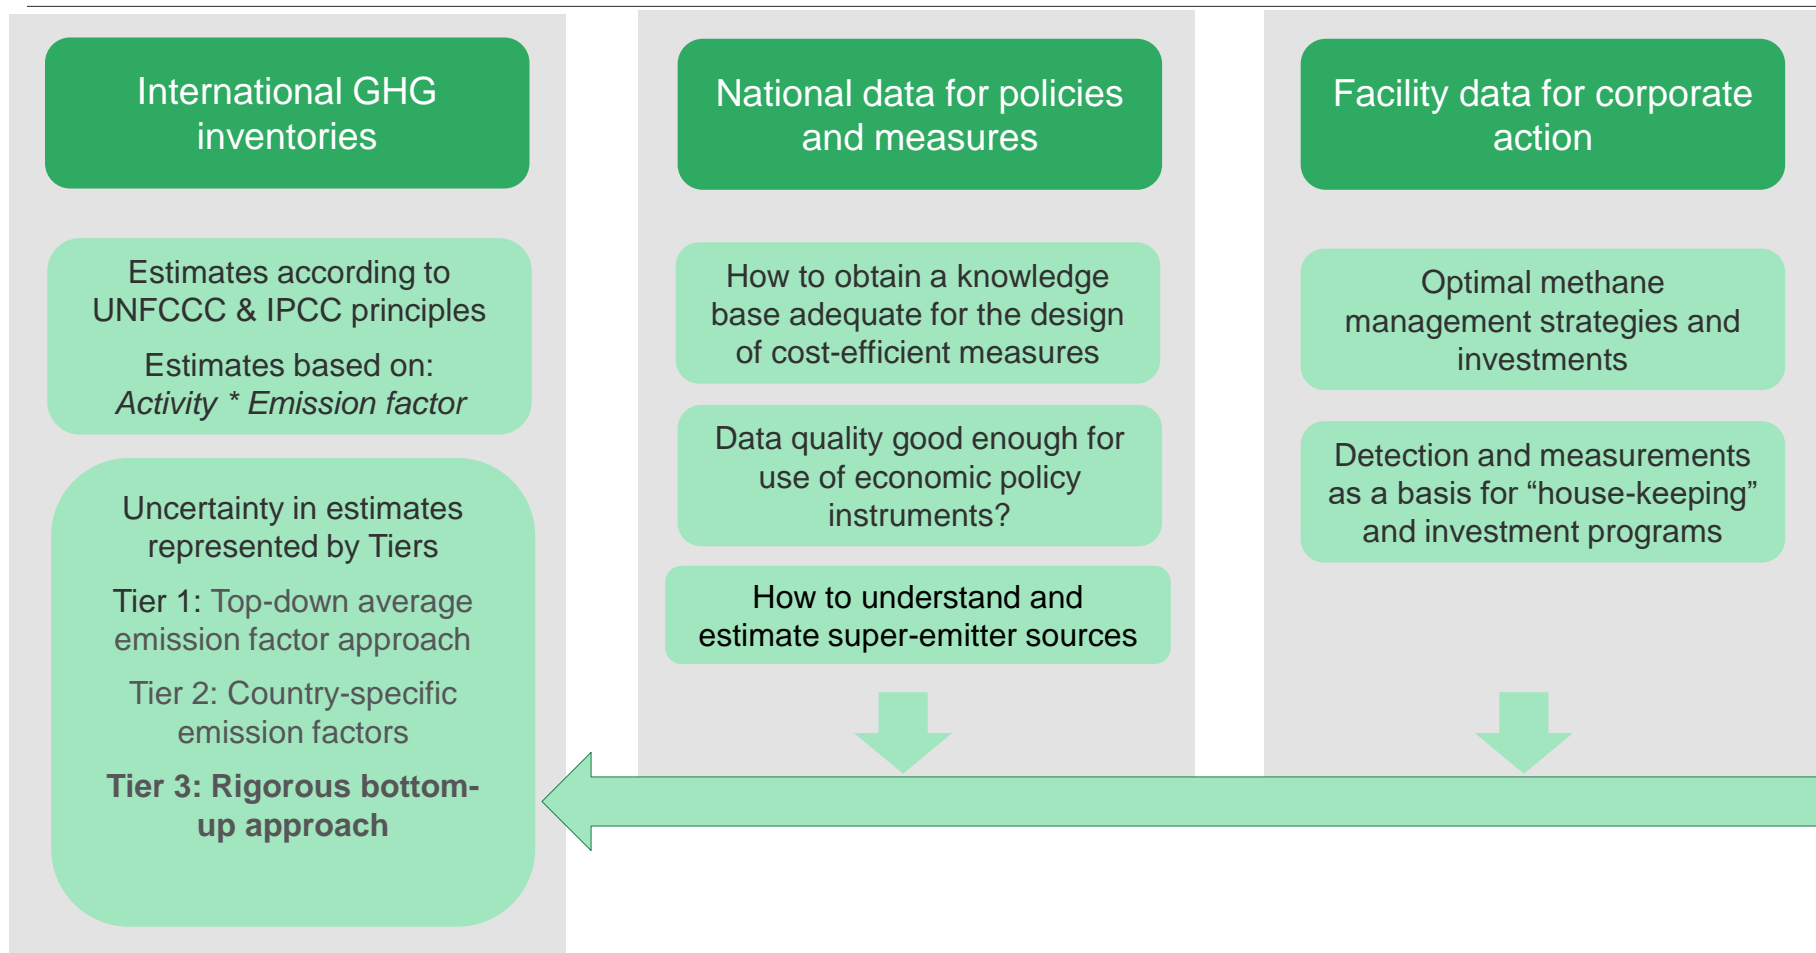 International GHG
inventories
Estimates according to
UNFCCC & IPCC principles
Estimates based on:
Activity * Emission factor
Uncertainty in estimates
represented by Tiers
Tier 1: Top-down average
emission factor approach
Tier 2: Country-specific
emission factors
Tier 3: Rigorous bottom-
up approach
National data for policies
and measures
How to obtain a knowledge
base adequate for the design
of cost-efficient measures
Data quality good enough for
use of economic policy
instruments?
How to understand and
estimate super-emitter sources
Facility data for corporate
action
Optimal methane
management strategies and
investments
Detection and measurements
as a basis for “house-keeping”
and investment programs